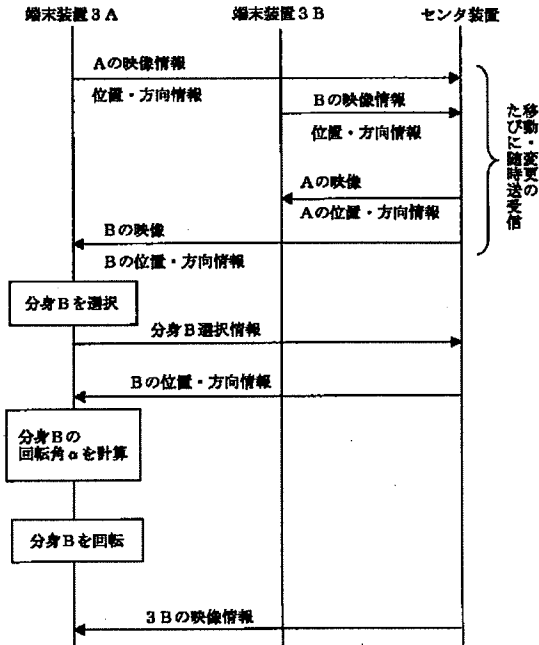 端末装置３Ａ
端末装置３Ｂ
センタ装置
Ａの映像情報
位置・方向情報
Ｂの映像情報
位置・方向情報
移動・変更の
たびに随時送受信
Ａの映像
Ａの位置・方向情報
Ｂの映像
Ｂの位置・方向情報
分身Ｂを選択
分身Ｂ選択情報
Ｂの位置・方向情報
分身Ｂの
回転角αを計算
分身Ｂを回転
３Ｂの映像情報